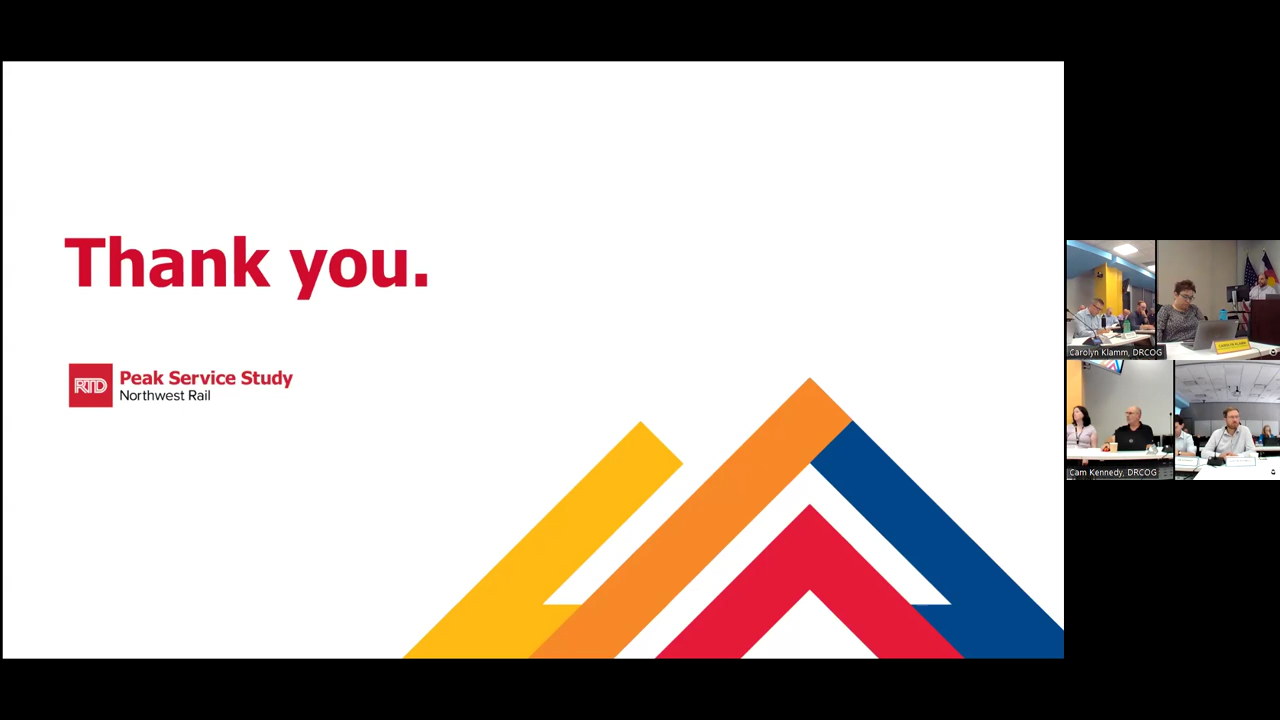 Thank you.
RTD
Peak Service Study
Northwest Rail
Carolyn Klamm, DRCOG
Cam Kennedy, DRCOG